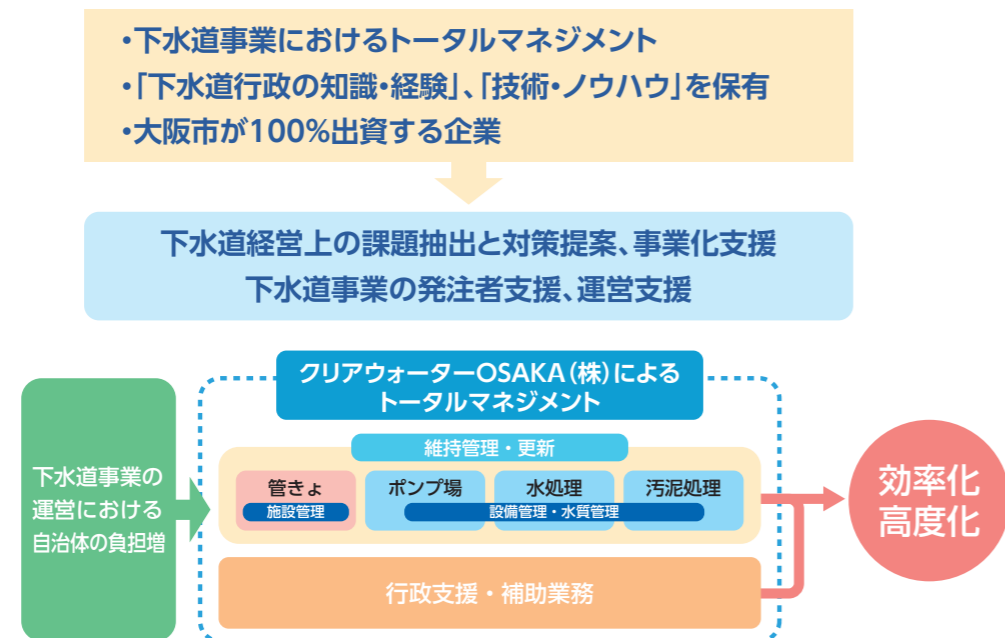 ・下水道事業におけるトータルマネジメント
・「下水道行政の知識・経験」、「技術・ノウハウ」を保有
・大阪市が100%出資する企業
下水道経営上の課題抽出と対策提案、事業化支援
下水道事業の発注者支援、運営支援
クリアウォーターOSAKA(株)による
トータルマネジメント
下水道事業の
運営における
自治体の負担増
維持管理・更新
管きょ
施設管理
ポンプ場
水処理
汚泥処理
設備管理・水質管理
行政支援・補助業務
効率化
高度化